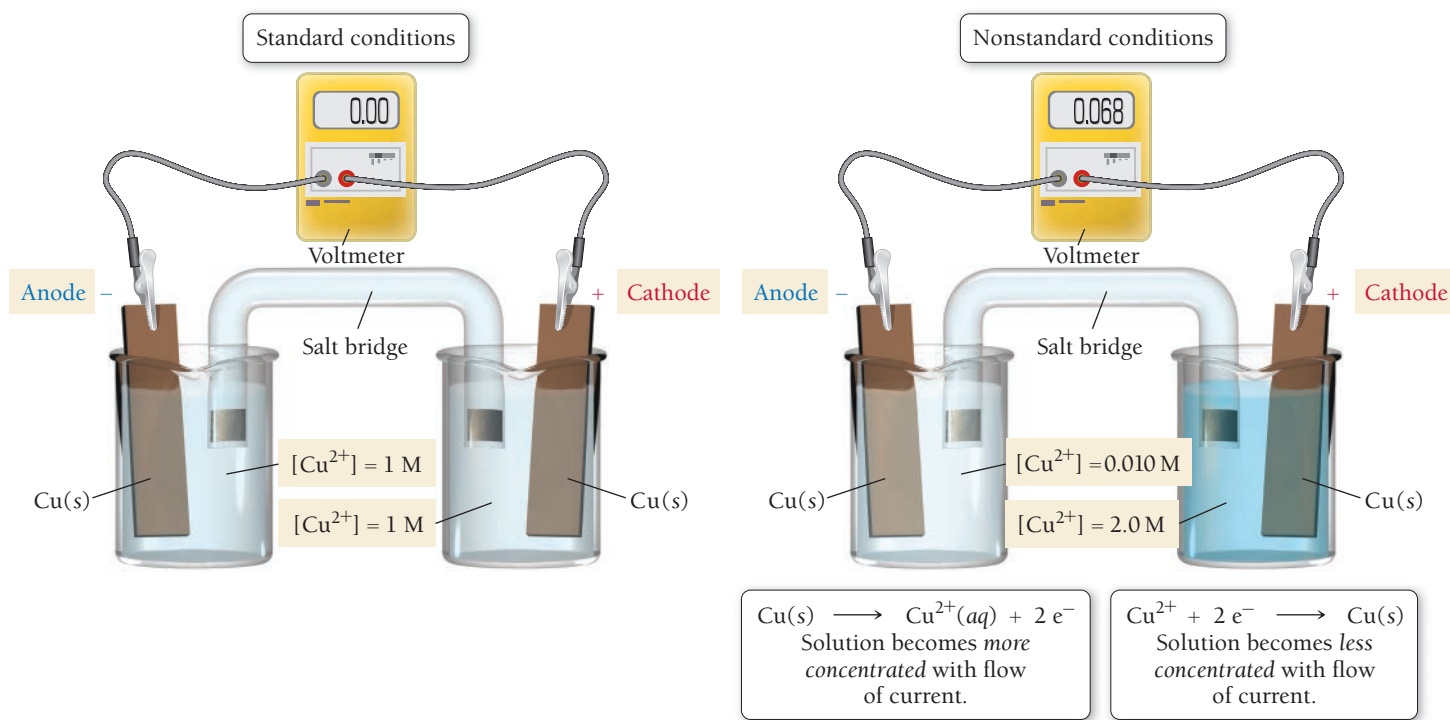 Standard conditions
0.00
Voltmeter
Anode –
+ Cathode
Salt bridge
[Cu²⁺] = 1 M
Cu(s)
[Cu²⁺] = 1 M
Cu(s)
Nonstandard conditions
0.068
Voltmeter
Anode –
+ Cathode
Salt bridge
[Cu²⁺] =0.010 M
Cu(s)
[Cu²⁺] = 2.0 M
Cu(s)
Cu(s) ⟶ Cu²⁺(aq) + 2 e⁻
Solution becomes more
concentrated with flow
of current.
Cu²⁺ + 2 e⁻ ⟶ Cu(s)
Solution becomes less
concentrated with flow
of current.